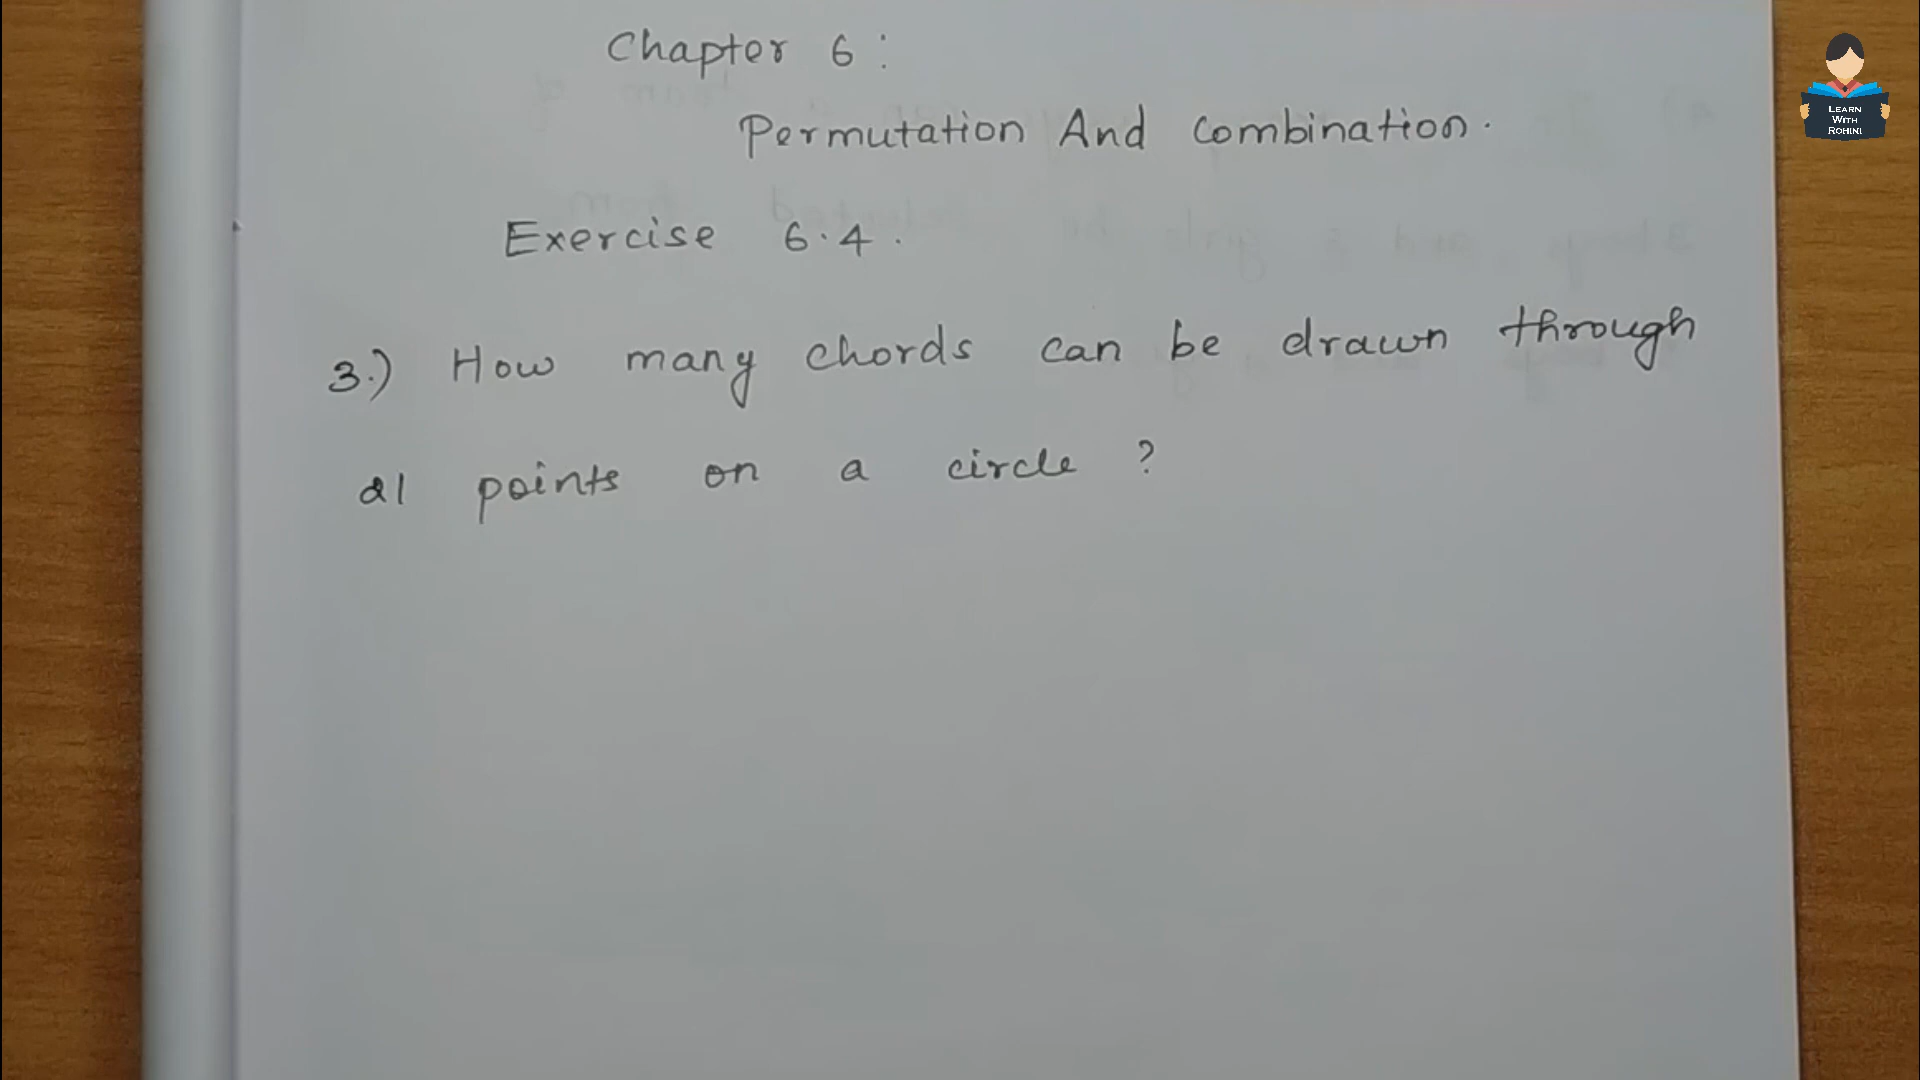 Chapter 6 :
Permutation And Combination.
Exercise 6.4.
3.) How many chords can be drawn through
21 points on a circle ?
LEARN
WITH
ROHINI